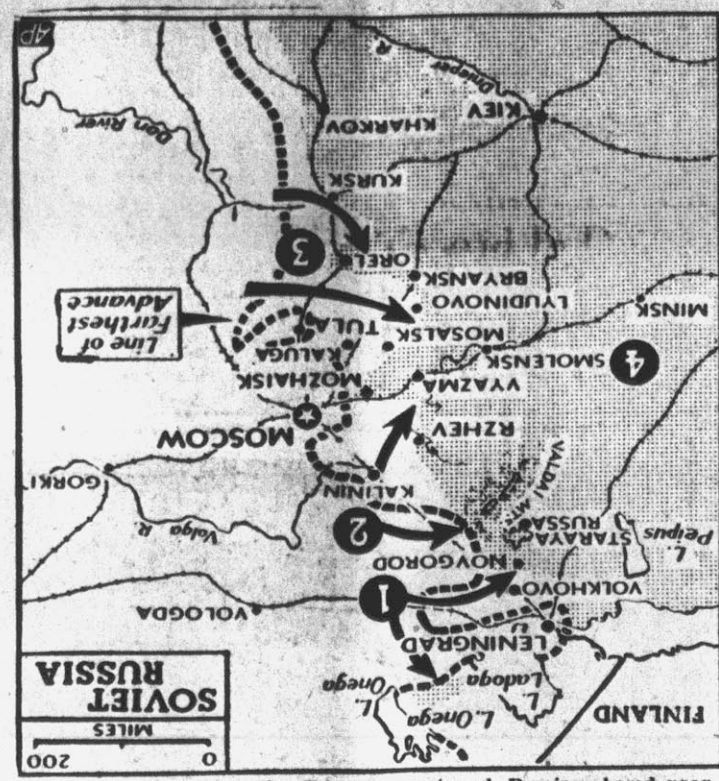 0 200
MILES
SOVIET
RUSSIA
FINLAND
L.
Ladoga
L. Onega
L.
Onega
LENINGRAD
1
VOLOGDA
VOLKHOVO
NOVGOROD
L.
Peipus
STARAYA
RUSSA
VALDAI MTS.
2
Volga
R.
KALININ
GORKI
RZHEV
MOSCOW
VYAZMA
MOZHAISK
4
SMOLENSK
KALUGA
MOSALSK
TULA
Line of
Farthest
Advance
MINSK
LYUDINOVO
BRYANSK
OREL
3
KURSK
KIEV
KHARKOV
Dnieper
R.
Don River
AP